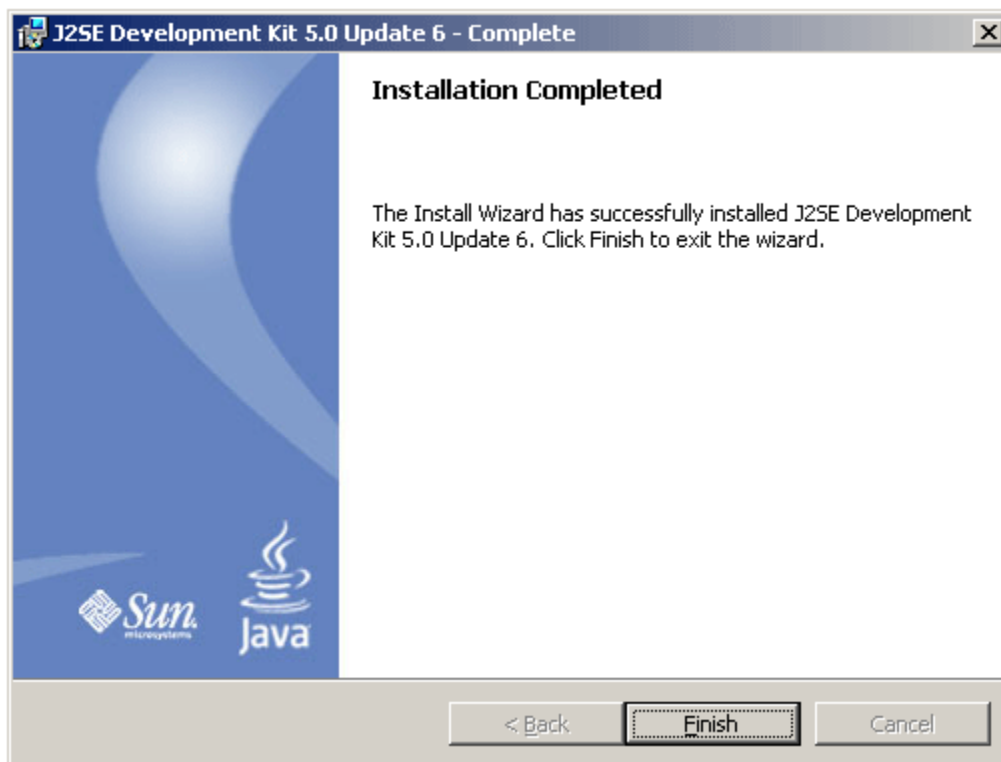 J2SE Development Kit 5.0 Update 6 - Complete
Installation Completed
The Install Wizard has successfully installed J2SE Development
Kit 5.0 Update 6. Click Finish to exit the wizard.
Sun
microsystems
Java
< Back
Finish
Cancel